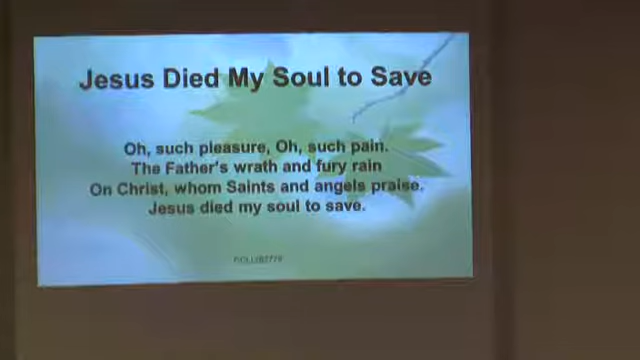 Jesus Died My Soul to Save
Oh, such pleasure, Oh, such pain.
The Father's wrath and fury rain
On Christ, whom Saints and angels praise.
Jesus died my soul to save.